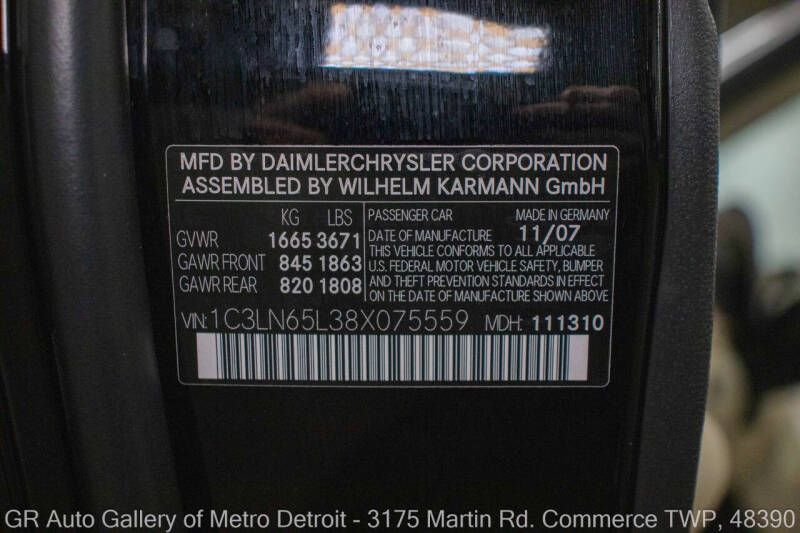 MFD BY DAIMLERCHRYSLER CORPORATION
ASSEMBLED BY WILHELM KARMANN GmbH
KG LBS
GVWR 1665 3671
GAWR FRONT 845 1863
GAWR REAR 820 1808
PASSENGER CAR MADE IN GERMANY
DATE OF MANUFACTURE 11/07
THIS VEHICLE CONFORMS TO ALL APPLICABLE
U.S. FEDERAL MOTOR VEHICLE SAFETY, BUMPER
AND THEFT PREVENTION STANDARDS IN EFFECT
ON THE DATE OF MANUFACTURE SHOWN ABOVE
VIN: 1C3LN65L38X075559 MDH: 111310
GR Auto Gallery of Metro Detroit - 3175 Martin Rd. Commerce TWP, 48390